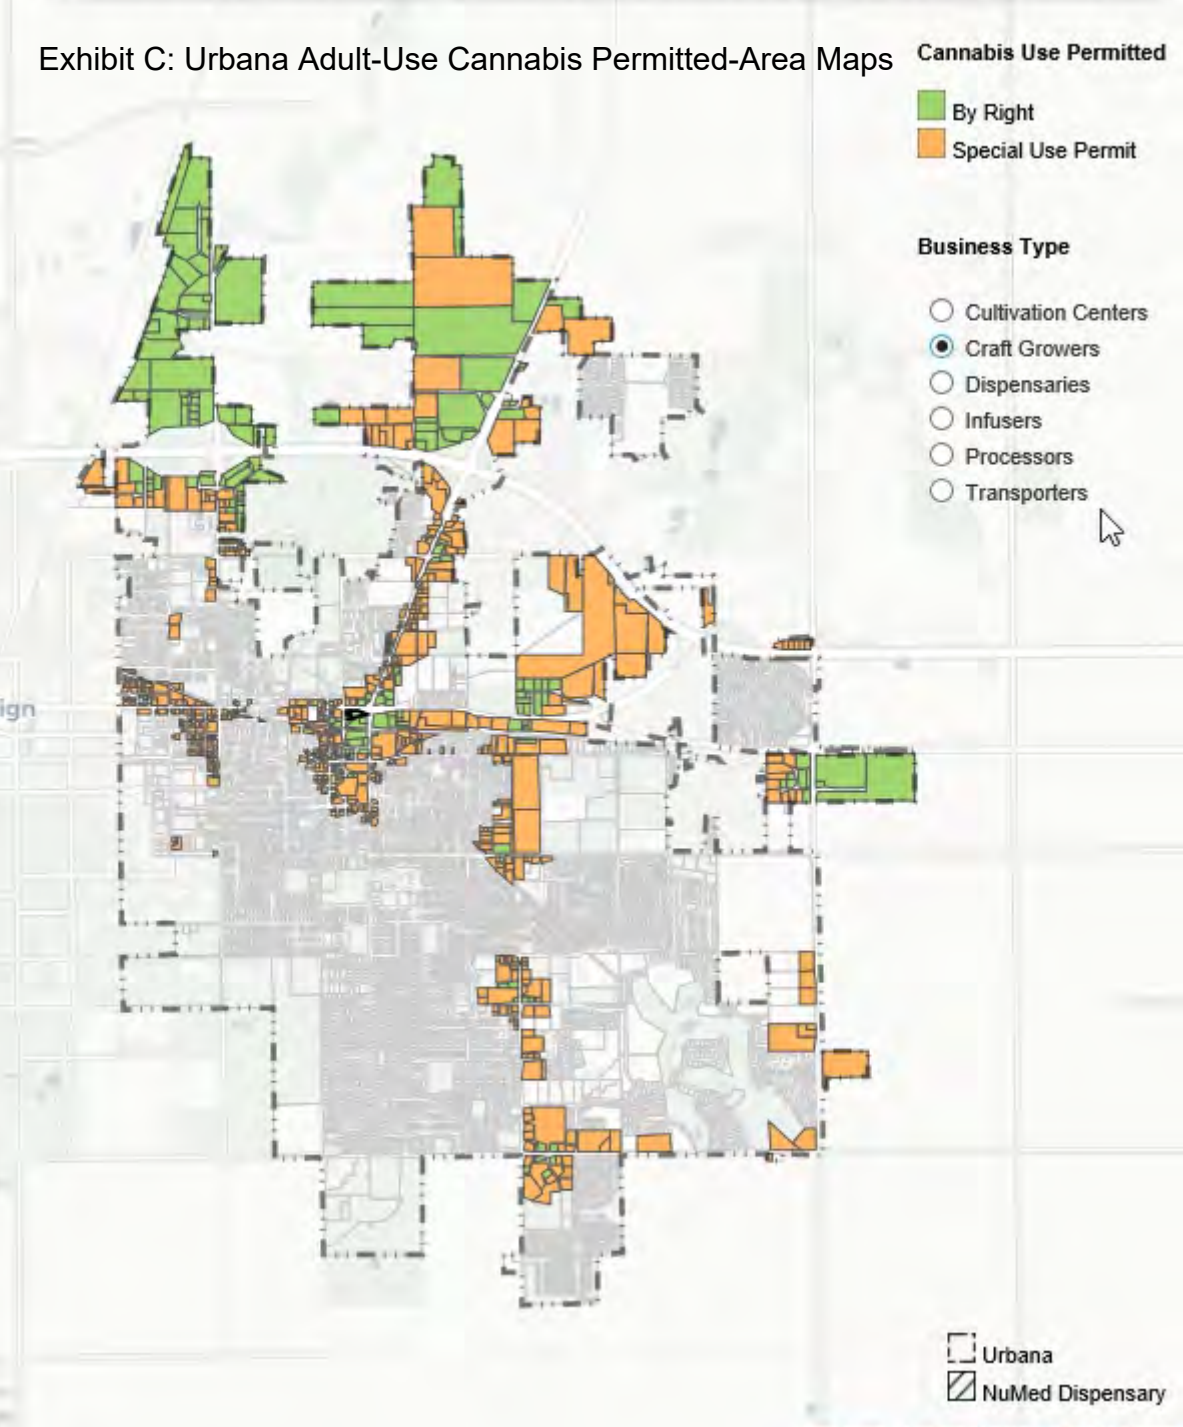 Exhibit C: Urbana Adult-Use Cannabis Permitted-Area Maps
Cannabis Use Permitted
By Right
Special Use Permit
Business Type
Cultivation Centers
Craft Growers
Dispensaries
Infusers
Processors
Transporters
ign
Urbana
NuMed Dispensary